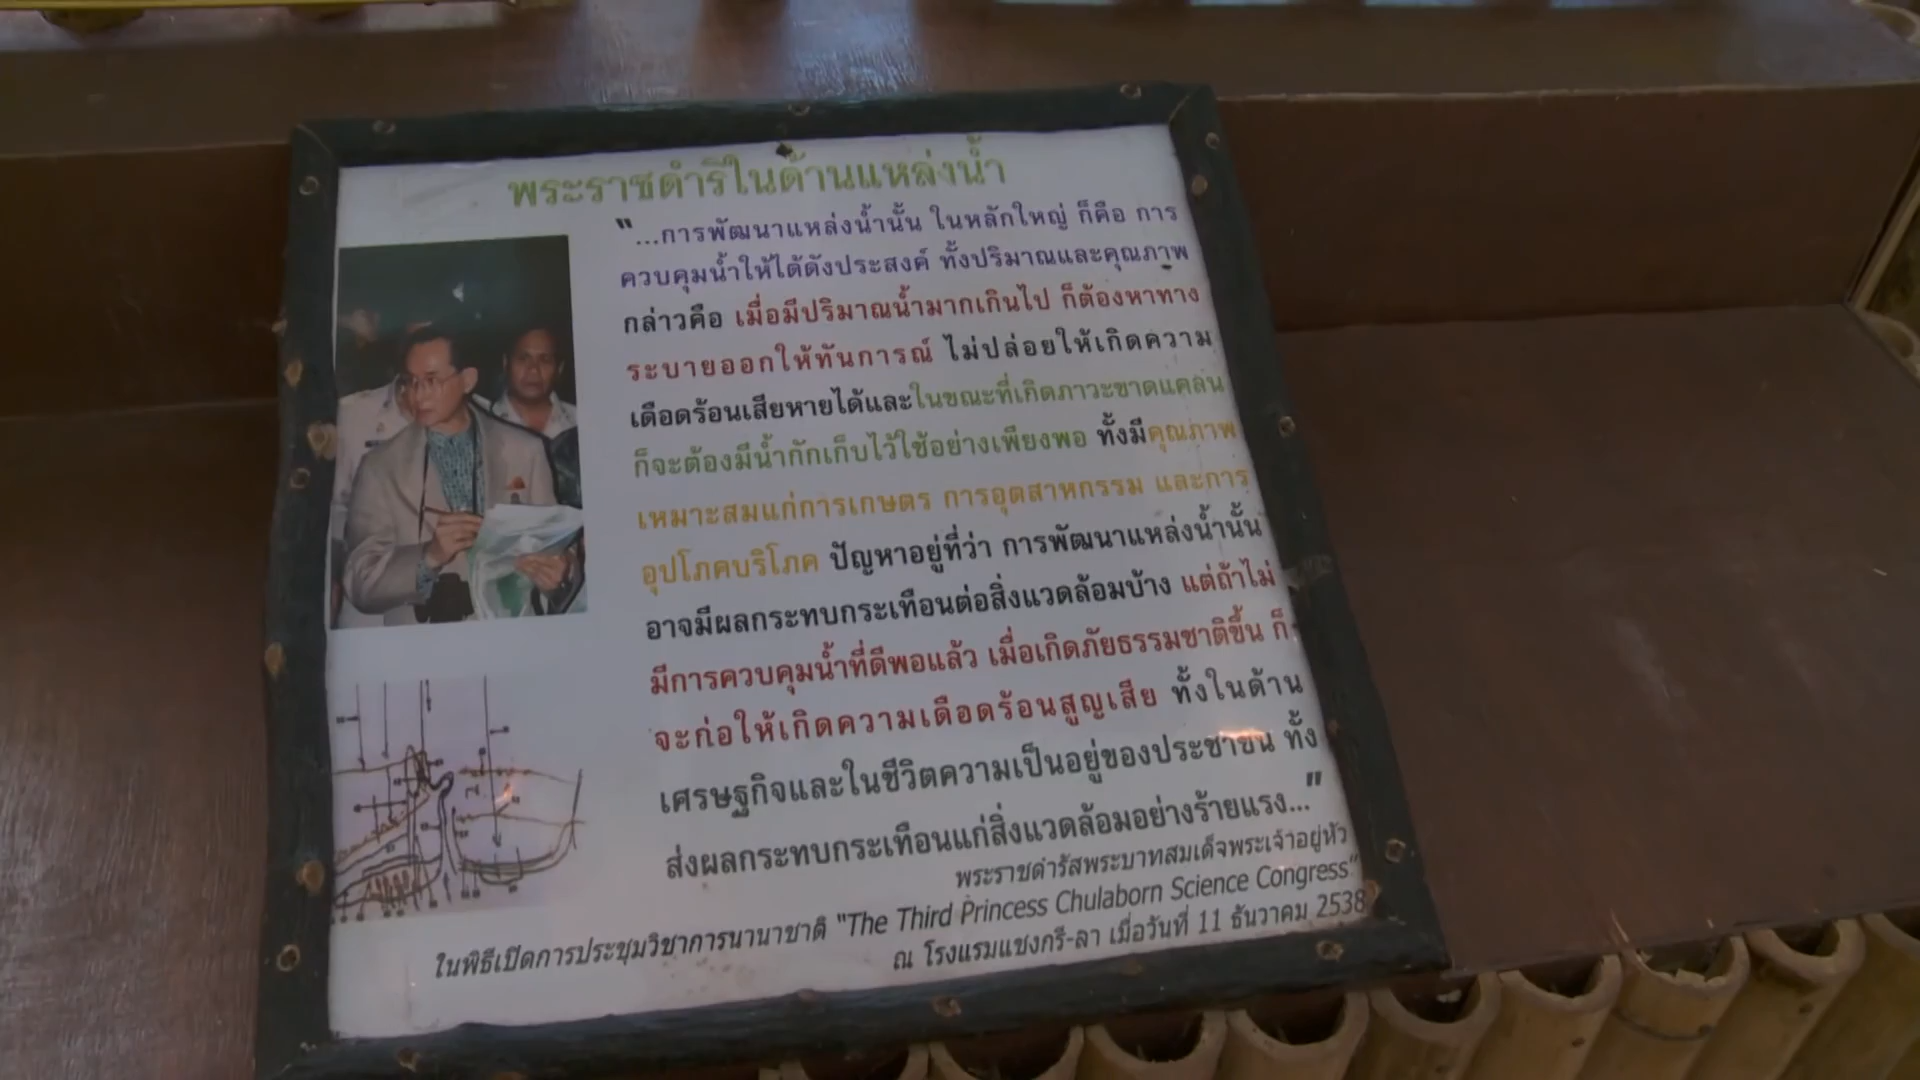 พระราชดำริในด้านแหล่งน้ำ
"...การพัฒนาแหล่งน้ำนั้น ในหลักใหญ่ ก็คือ การ
ควบคุมน้ำให้ได้ดังประสงค์ ทั้งปริมาณและคุณภาพ
กล่าวคือ เมื่อมีปริมาณน้ำมากเกินไป ก็ต้องหาทาง
ระบายออกให้ทันการณ์ ไม่ปล่อยให้เกิดความ
เดือดร้อนเสียหายได้และในขณะที่เกิดภาวะขาดแคลน
ก็จะต้องมีน้ำกักเก็บไว้ใช้อย่างเพียงพอ ทั้งมีคุณภาพ
เหมาะสมแก่การเกษตร การอุตสาหกรรม และการ
อุปโภคบริโภค ปัญหาอยู่ที่ว่า การพัฒนาแหล่งน้ำนั้น
อาจมีผลกระทบกระเทือนต่อสิ่งแวดล้อมบ้าง แต่ถ้าไม่
มีการควบคุมน้ำที่ดีพอแล้ว เมื่อเกิดภัยธรรมชาติขึ้น ก็
จะก่อให้เกิดความเดือดร้อนสูญเสีย ทั้งในด้าน
เศรษฐกิจและในชีวิตความเป็นอยู่ของประชาชน ทั้ง
ส่งผลกระทบกระเทือนแก่สิ่งแวดล้อมอย่างร้ายแรง..."
พระราชดำรัสพระบาทสมเด็จพระเจ้าอยู่หัว
ในพิธีเปิดการประชุมวิชาการนานาชาติ "The Third Princess Chulaborn Science Congress"
ณ โรงแรมแชงกรี-ลา เมื่อวันที่ 11 ธันวาคม 2538